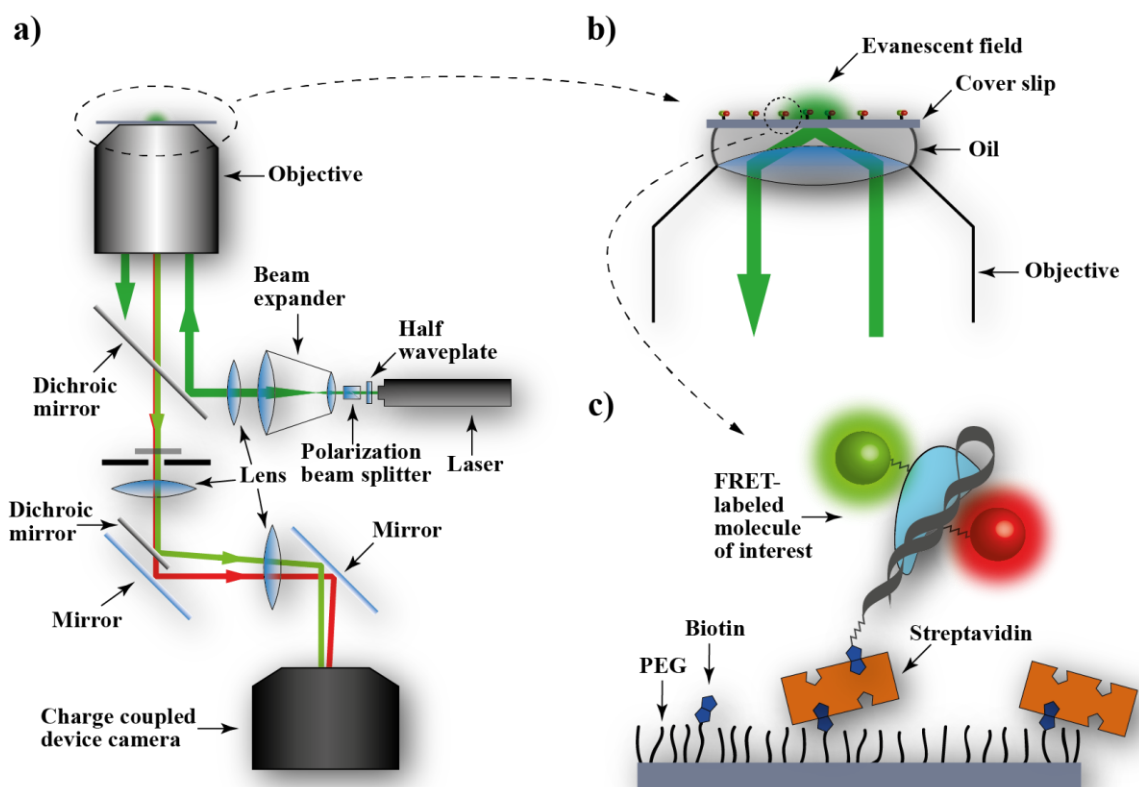 a)
Objective
Beam
expander
Half
waveplate
Dichroic
mirror
Polarization
beam splitter
Laser
Lens
Dichroic
mirror
Mirror
Mirror
Charge coupled
device camera
b)
Evanescent field
Cover slip
Oil
Objective
c)
FRET-
labeled
molecule
of interest
Biotin
Streptavidin
PEG